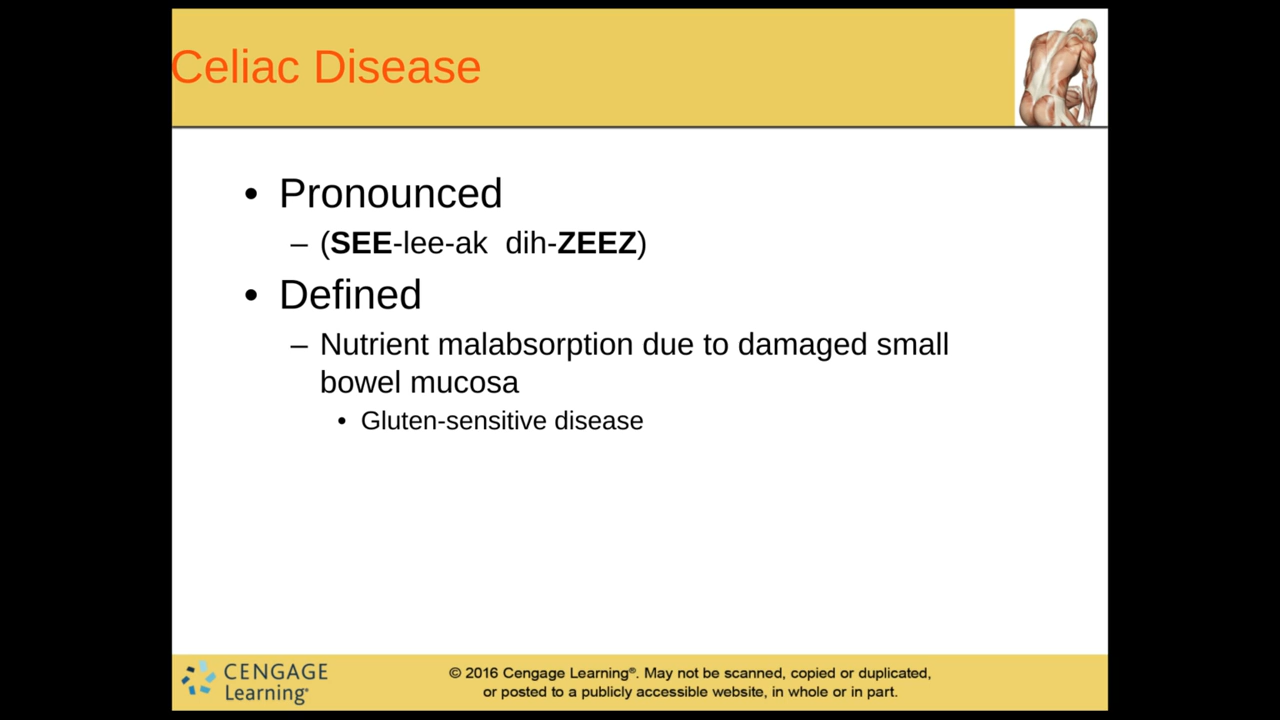 Celiac Disease
• Pronounced
– (SEE-lee-ak dih-ZEEZ)
• Defined
– Nutrient malabsorption due to damaged small
bowel mucosa
• Gluten-sensitive disease
CENGAGE
Learning®
© 2016 Cengage Learning®. May not be scanned, copied or duplicated,
or posted to a publicly accessible website, in whole or in part.